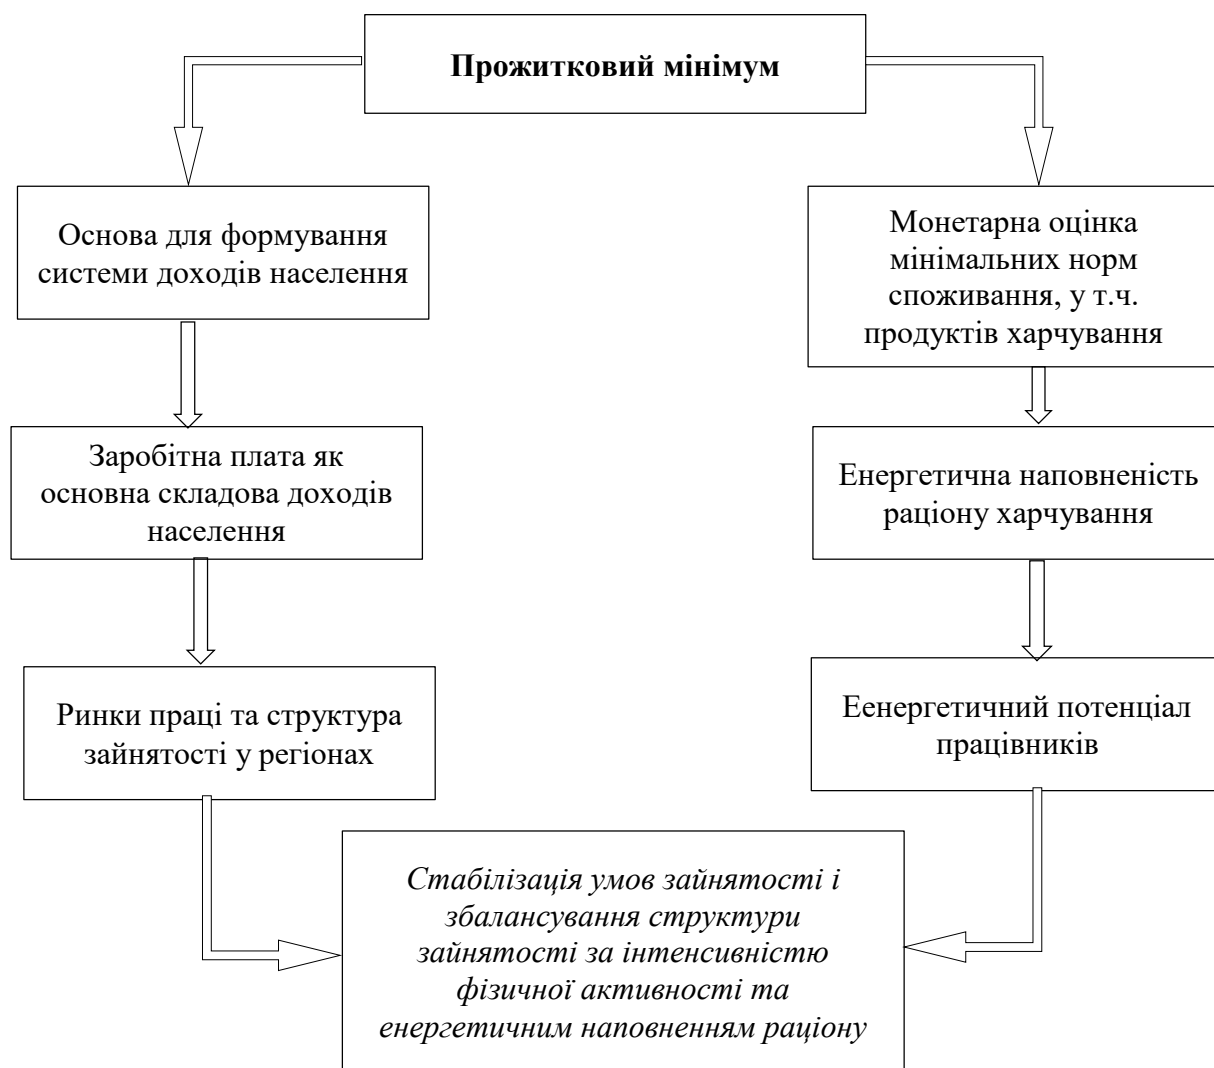 Прожитковий мінімум
Основа для формування
системи доходів населення
Монетарна оцінка
мінімальних норм
споживання, у т.ч.
продуктів харчування
Заробітна плата як
основна складова доходів
населення
Енергетична наповненість
раціону харчування
Ринки праці та структура
зайнятості у регіонах
Еенергетичний потенціал
працівників
Стабілізація умов зайнятості і
збалансування структури
зайнятості за інтенсивністю
фізичної активності та
енергетичним наповненням раціону